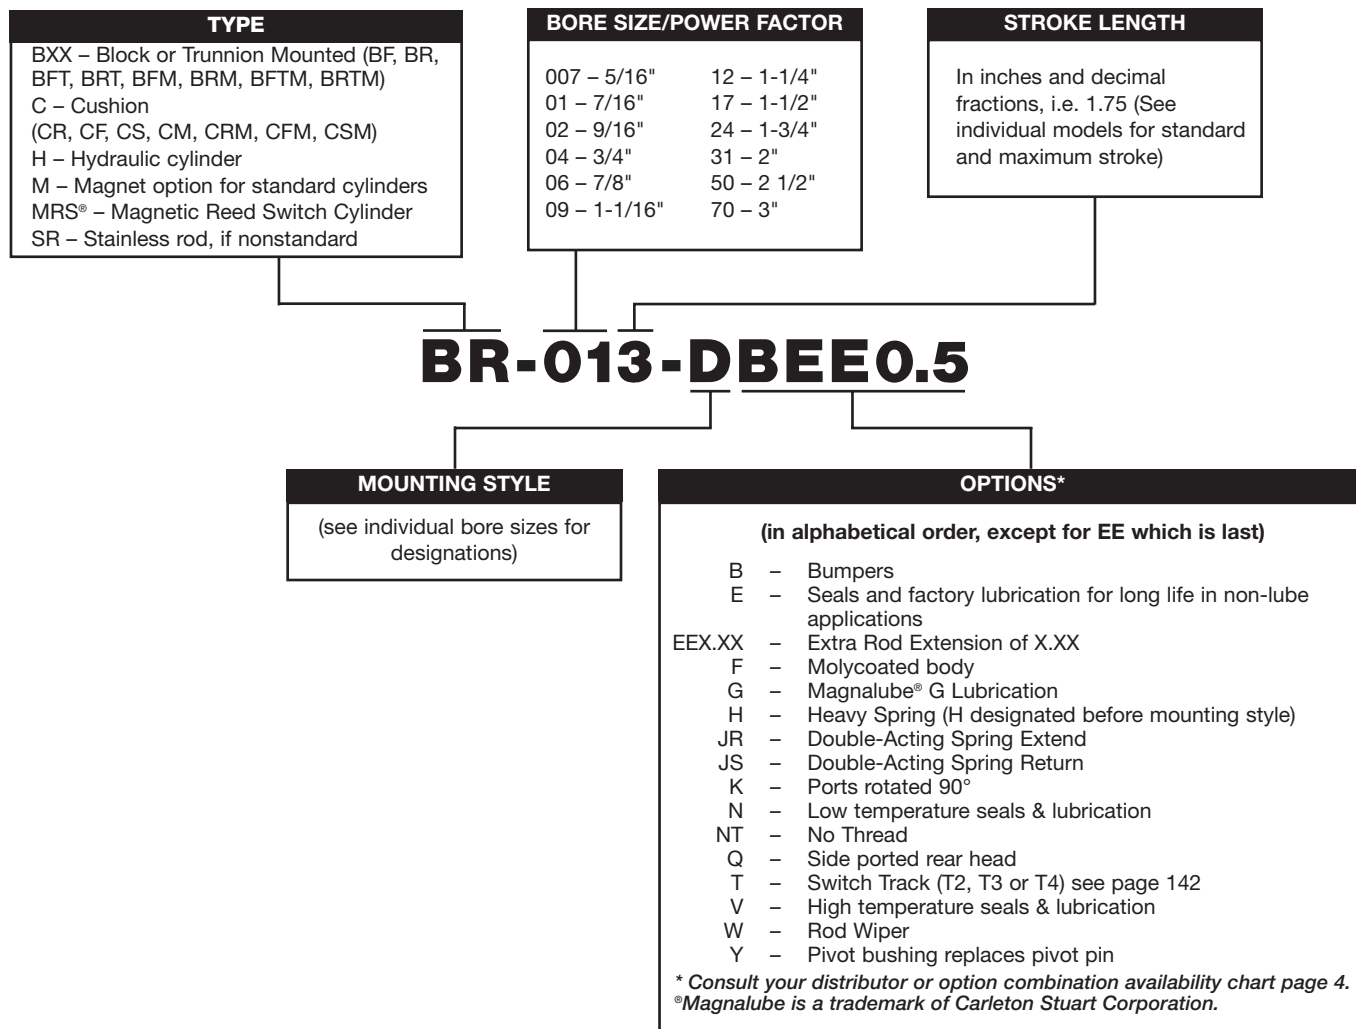 TYPE
BXX – Block or Trunnion Mounted (BF, BR,
BFT, BRT, BFM, BRM, BFTM, BRTM)
C – Cushion
(CR, CF, CS, CM, CRM, CFM, CSM)
H – Hydraulic cylinder
M – Magnet option for standard cylinders
MRS® – Magnetic Reed Switch Cylinder
SR – Stainless rod, if nonstandard
BORE SIZE/POWER FACTOR
007 – 5/16" 12 – 1-1/4"
01 – 7/16" 17 – 1-1/2"
02 – 9/16" 24 – 1-3/4"
04 – 3/4" 31 – 2"
06 – 7/8" 50 – 2 1/2"
09 – 1-1/16" 70 – 3"
STROKE LENGTH
In inches and decimal
fractions, i.e. 1.75 (See
individual models for standard
and maximum stroke)
BR-013-DBEE0.5
MOUNTING STYLE
(see individual bore sizes for
designations)
OPTIONS*
(in alphabetical order, except for EE which is last)
B – Bumpers
E – Seals and factory lubrication for long life in non-lube
applications
EEX.XX – Extra Rod Extension of X.XX
F – Molycoated body
G – Magnalube® G Lubrication
H – Heavy Spring (H designated before mounting style)
JR – Double-Acting Spring Extend
JS – Double-Acting Spring Return
K – Ports rotated 90°
N – Low temperature seals & lubrication
NT – No Thread
Q – Side ported rear head
T – Switch Track (T2, T3 or T4) see page 142
V – High temperature seals & lubrication
W – Rod Wiper
Y – Pivot bushing replaces pivot pin
* Consult your distributor or option combination availability chart page 4.
®Magnalube is a trademark of Carleton Stuart Corporation.